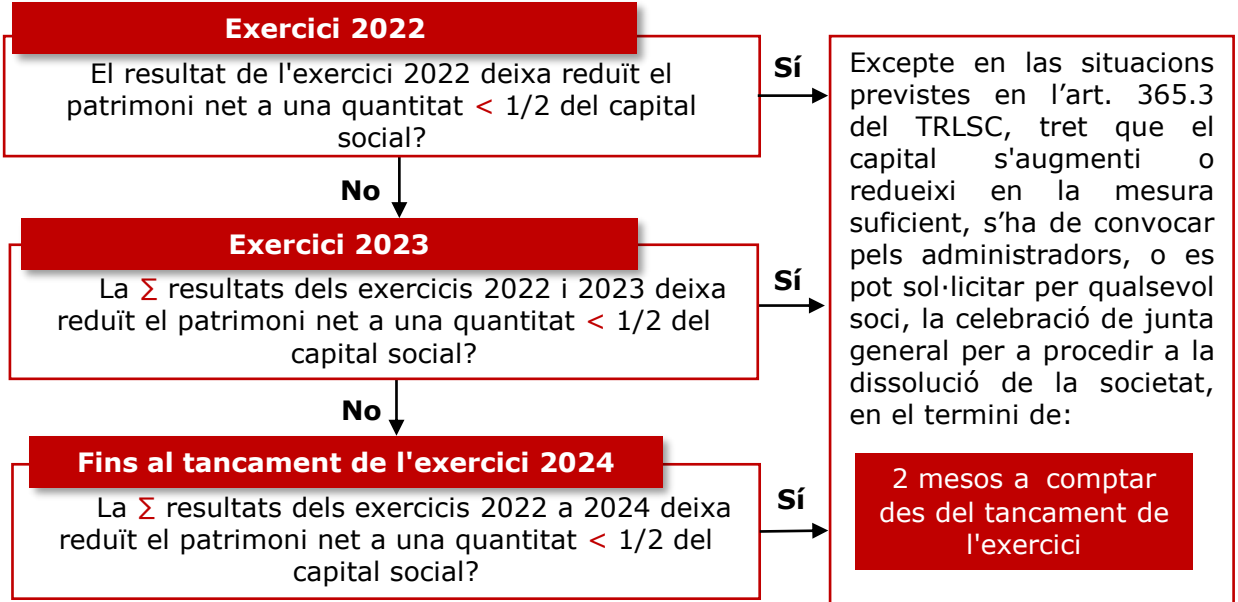 Exercici 2022
El resultat de l'exercici 2022 deixa reduït el
patrimoni net a una quantitat < 1/2 del capital
social?
Sí
No
Exercici 2023
La ∑ resultats dels exercicis 2022 i 2023 deixa
reduït el patrimoni net a una quantitat < 1/2 del
capital social?
Sí
No
Fins al tancament de l'exercici 2024
La ∑ resultats dels exercicis 2022 a 2024 deixa
reduït el patrimoni net a una quantitat < 1/2 del
capital social?
Sí
Excepte en las situacions
previstes en l’art. 365.3
del TRLSC, tret que el
capital s'augmenti o
redueixi en la mesura
suficient, s’ha de convocar
pels administradors, o es
pot sol·licitar per qualsevol
soci, la celebració de junta
general per a procedir a la
dissolució de la societat,
en el termini de:
2 mesos a comptar
des del tancament de
l'exercici